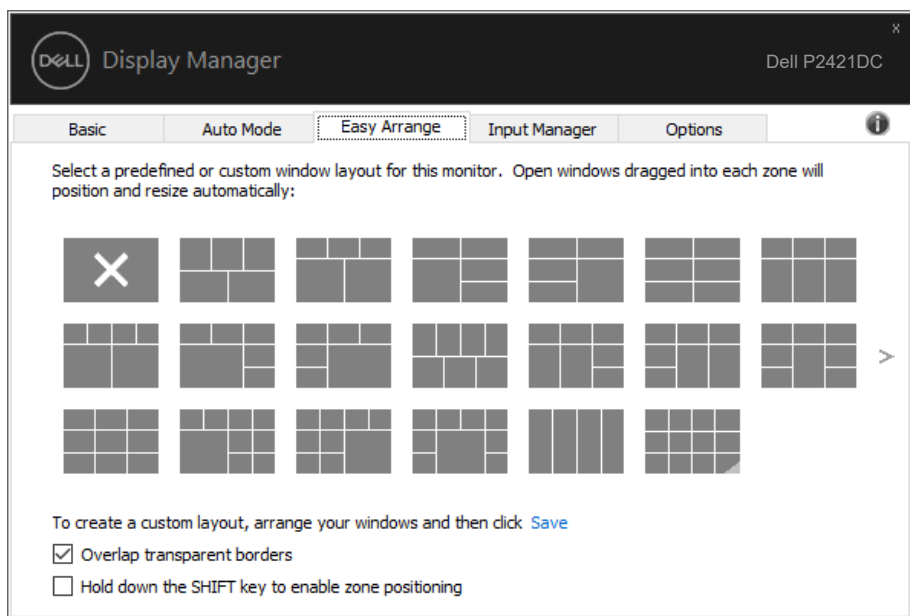 x
DELL Display Manager
Dell P2421DC
Basic Auto Mode Easy Arrange Input Manager Options
Select a predefined or custom window layout for this monitor. Open windows dragged into each zone will
position and resize automatically:
>
To create a custom layout, arrange your windows and then click Save
Overlap transparent borders
Hold down the SHIFT key to enable zone positioning